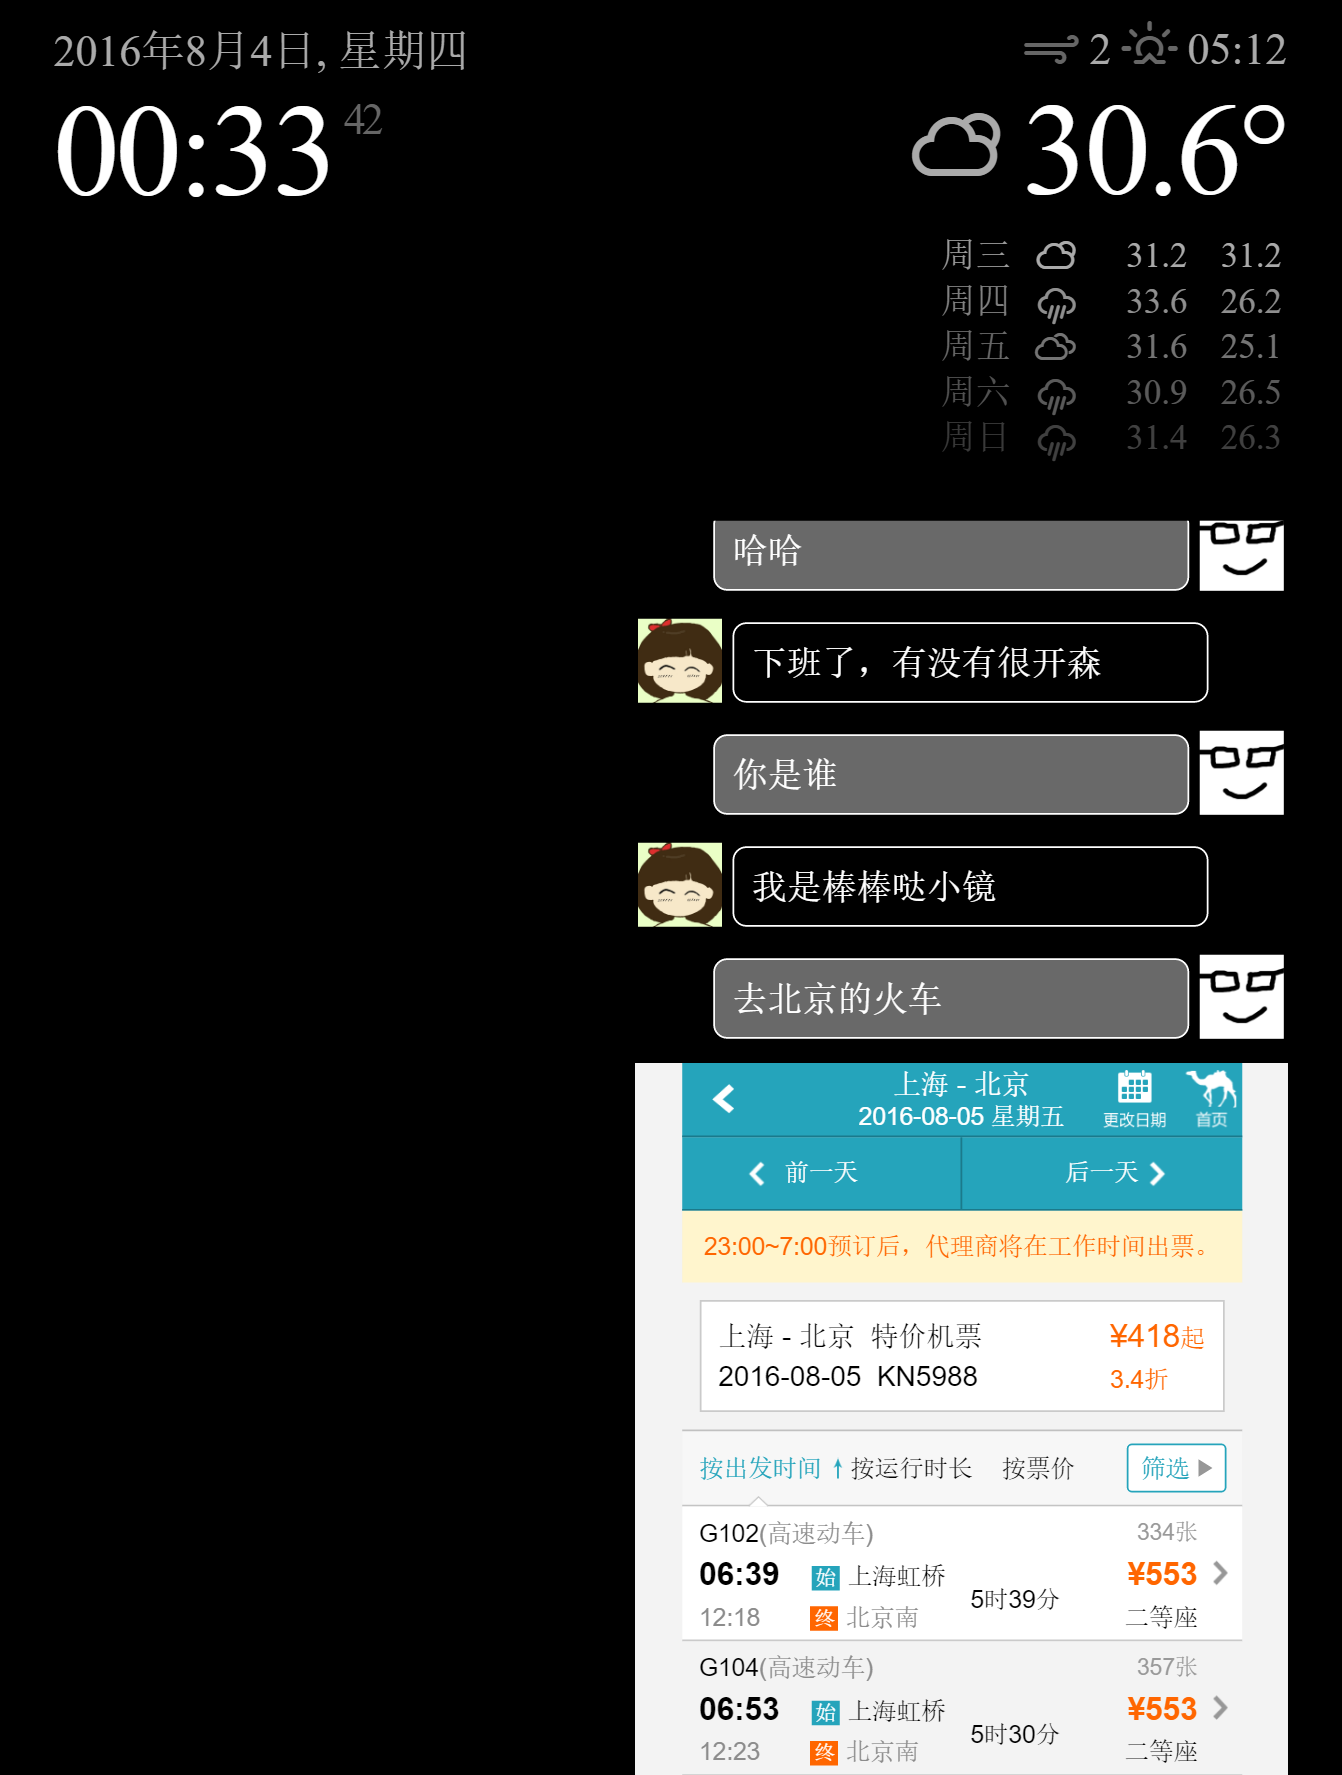 2016年8月4日, 星期四
00:33 42
2 05:12
30.6°
周三 31.2 31.2
周四 33.6 26.2
周五 31.6 25.1
周六 30.9 26.5
周日 31.4 26.3
哈哈
下班了，有没有很开森
你是谁
我是棒棒哒小镜
去北京的火车
上海 - 北京
2016-08-05 星期五
更改日期
首页
前一天
后一天
23:00~7:00预订后，代理商将在工作时间出票。
上海 - 北京 特价机票 ¥418起
2016-08-05 KN5988 3.4折
按出发时间 按运行时长 按票价 筛选
G102(高速动车) 334张
06:39 始 上海虹桥 5时39分 ¥553
12:18 终 北京南 二等座
G104(高速动车) 357张
06:53 始 上海虹桥 5时30分 ¥553
12:23 终 北京南 二等座